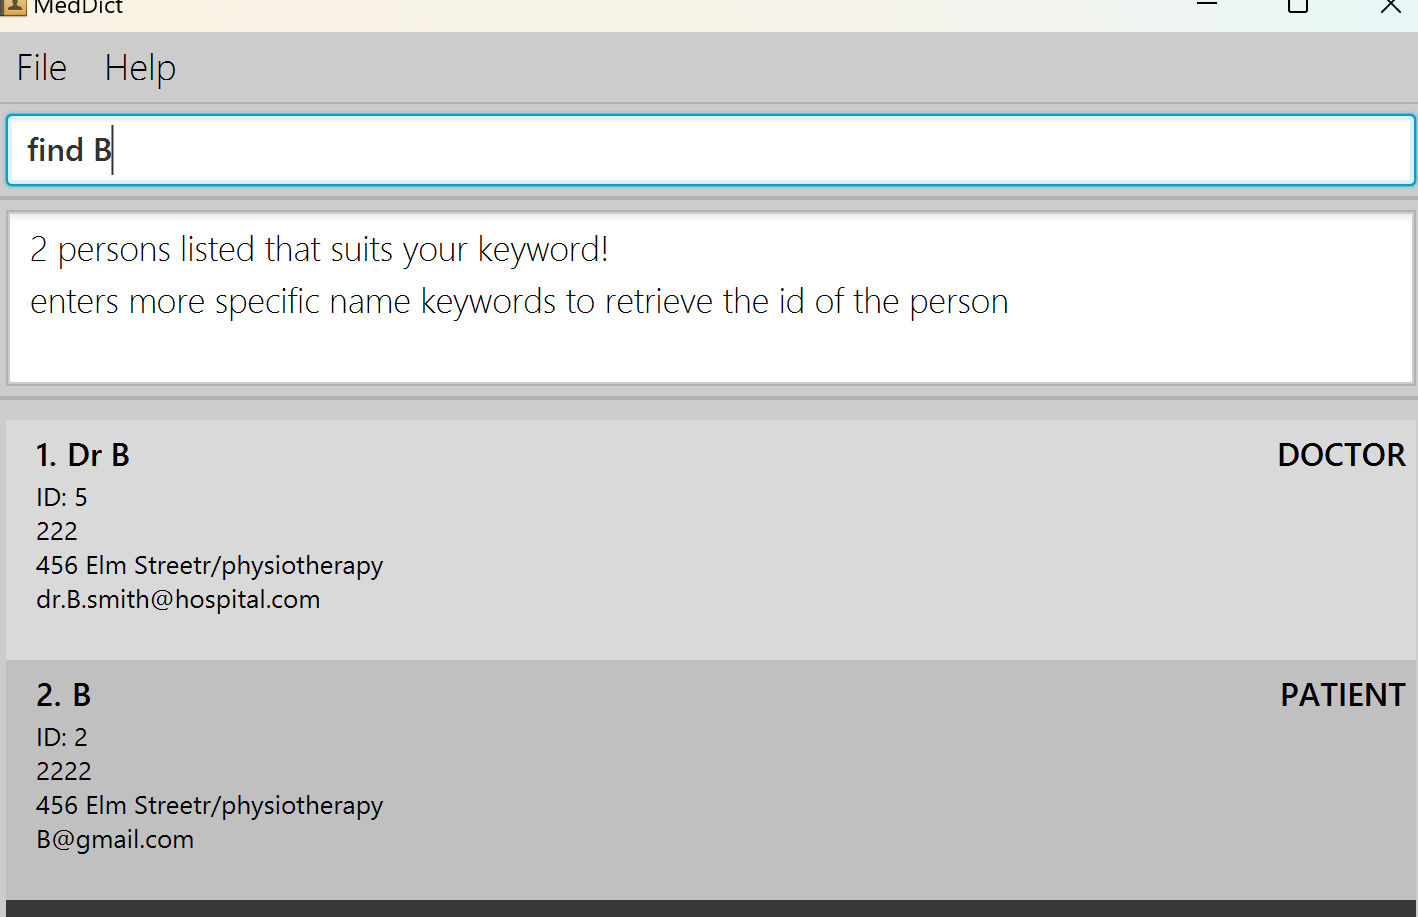 MedDict
File Help
find B
2 persons listed that suits your keyword!
enters more specific name keywords to retrieve the id of the person
1. Dr B DOCTOR
ID: 5
222
456 Elm Streetr/physiotherapy
dr.B.smith@hospital.com
2. B PATIENT
ID: 2
2222
456 Elm Streetr/physiotherapy
B@gmail.com